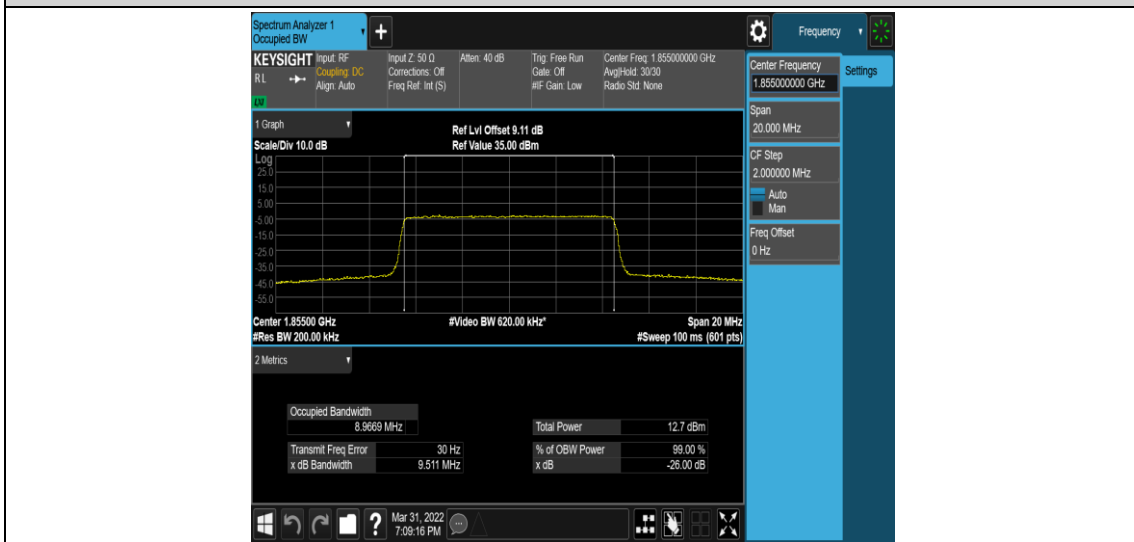 Spectrum Analyzer 1
Occupied BW
+
Frequency
KEYSIGHT
RL
LXI
Input: RF
Coupling: DC
Align: Auto
Input Z: 50 Ω
Corrections: Off
Freq Ref: Int (S)
Atten: 40 dB
Trig: Free Run
Gate: Off
#IF Gain: Low
Center Freq: 1.855000000 GHz
Avg|Hold: 30/30
Radio Std: None
Center Frequency
1.855000000 GHz
Settings
Span
20.000 MHz
CF Step
2.000000 MHz
Auto
Man
Freq Offset
0 Hz
1 Graph
Scale/Div 10.0 dB
Ref Lvl Offset 9.11 dB
Ref Value 35.00 dBm
Log
25.0
15.0
5.00
-5.00
-15.0
-25.0
-35.0
-45.0
-55.0
Center 1.85500 GHz
#Video BW 620.00 kHz*
Span 20 MHz
#Res BW 200.00 kHz
#Sweep 100 ms (601 pts)
2 Metrics
Occupied Bandwidth
8.9669 MHz
Total Power 12.7 dBm
Transmit Freq Error 30 Hz
% of OBW Power 99.00 %
x dB Bandwidth 9.511 MHz
x dB -26.00 dB
?
Mar 31, 2022
7:09:16 PM